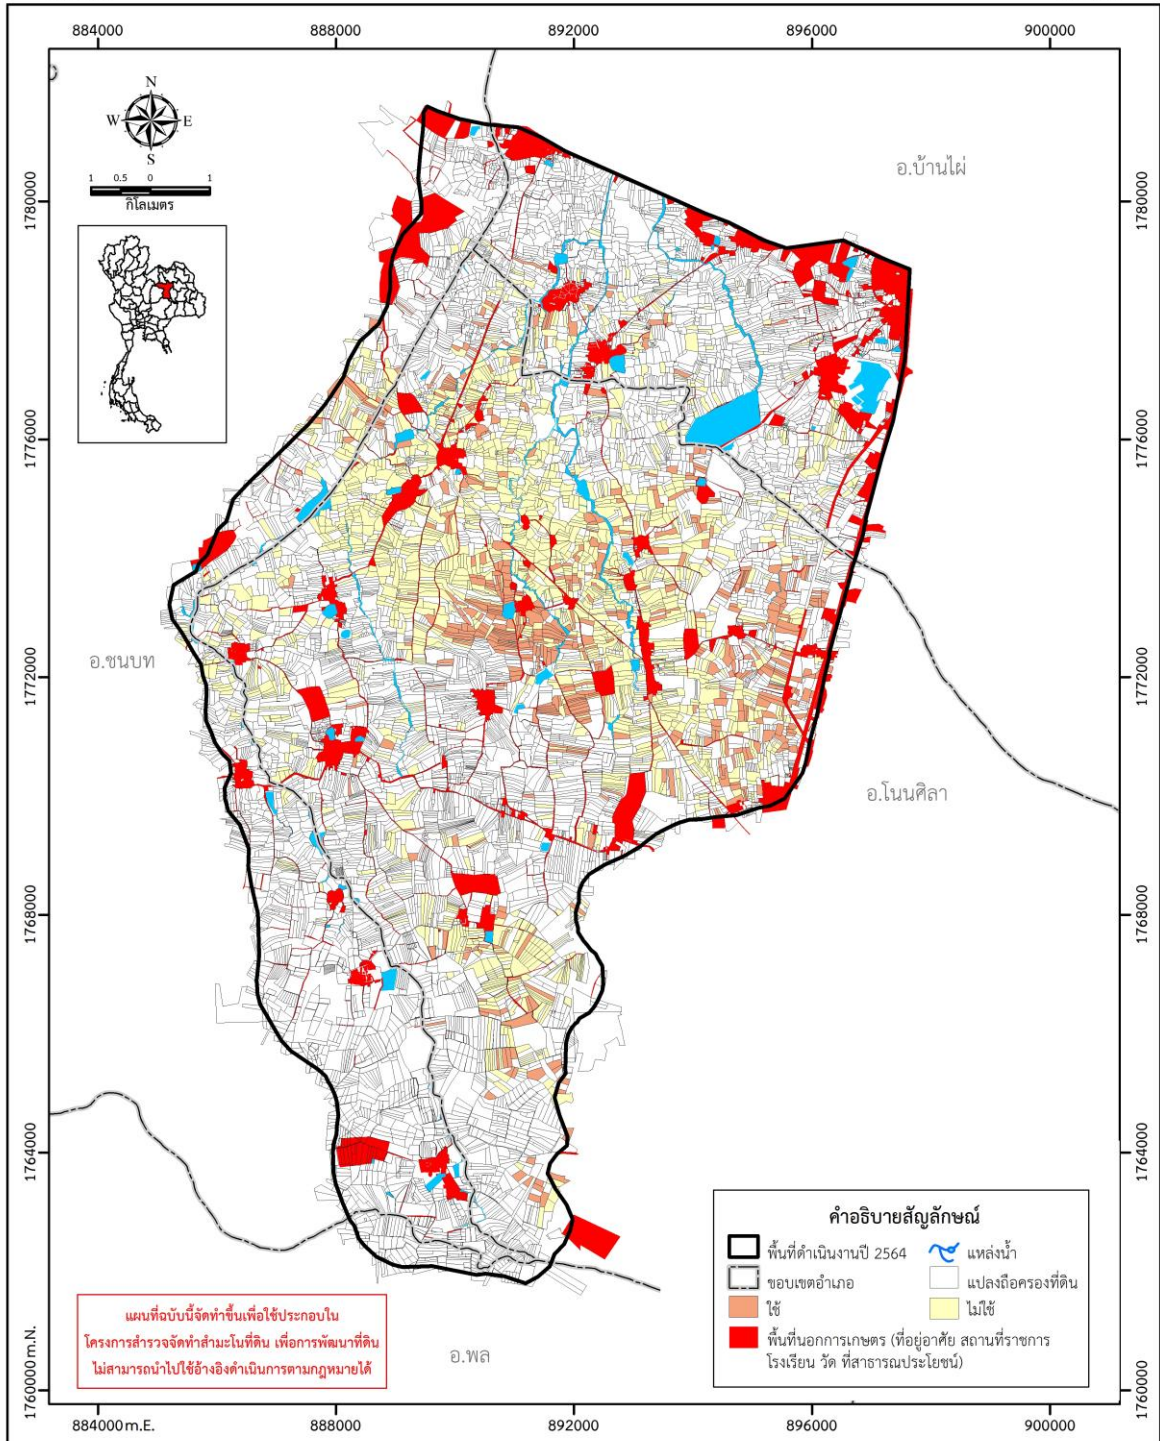 884000
888000
892000
896000
900000
N
W
E
S
1
0.5
0
1
กิโลเมตร
อ.บ้านไผ่
1780000
1780000
1776000
1776000
อ.ชนบท
1772000
1772000
อ.โนนศิลา
1768000
1768000
1764000
1764000
คำอธิบายสัญลักษณ์
พื้นที่ดำเนินงานปี 2564
แหล่งน้ำ
ขอบเขตอำเภอ
แปลงถือครองที่ดิน
ใช้
ไม่ใช้
พื้นที่นอกการเกษตร (ที่อยู่อาศัย สถานที่ราชการ
โรงเรียน วัด ที่สาธารณประโยชน์)
แผนที่ฉบับนี้จัดทำขึ้นเพื่อใช้ประกอบใน
โครงการสำรวจจัดทำสำมะโนที่ดิน เพื่อการพัฒนาที่ดิน
ไม่สามารถนำไปใช้อ้างอิงดำเนินการตามกฎหมายได้
อ.พล
1760000 m.N.
1760000
884000 m.E.
888000
892000
896000
900000